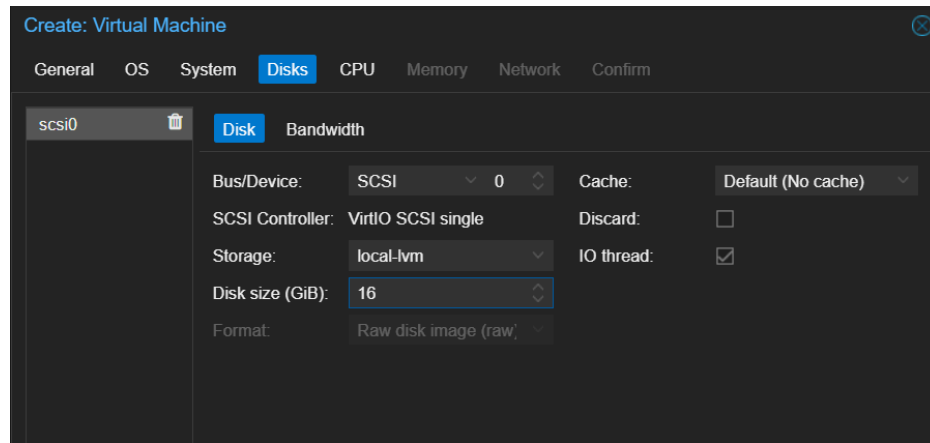 Create: Virtual Machine
General OS System Disks CPU Memory Network Confirm
scsi0
Disk Bandwidth
Bus/Device: SCSI 0 Cache: Default (No cache)
SCSI Controller: VirtIO SCSI single Discard:
Storage: local-lvm IO thread:
Disk size (GiB): 16
Format: Raw disk image (raw)